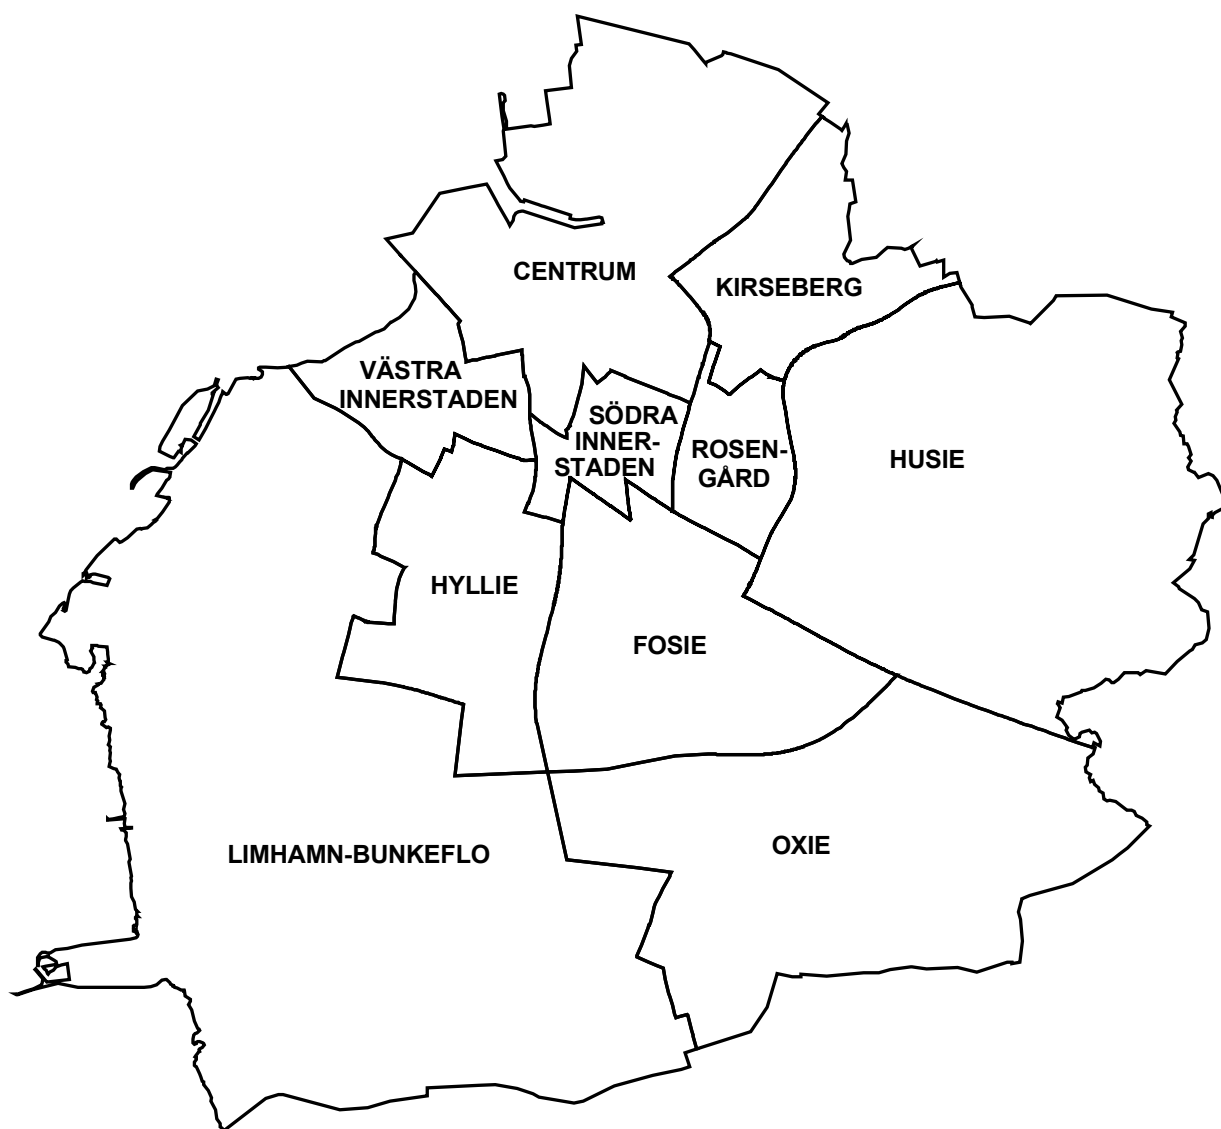 CENTRUM
KIRSEBERG
VÄSTRA
INNERSTADEN
SÖDRA
INNER-
STADEN
ROSEN-
GÅRD
HUSIE
HYLLIE
FOSIE
LIMHAMN-BUNKEFLO
OXIE